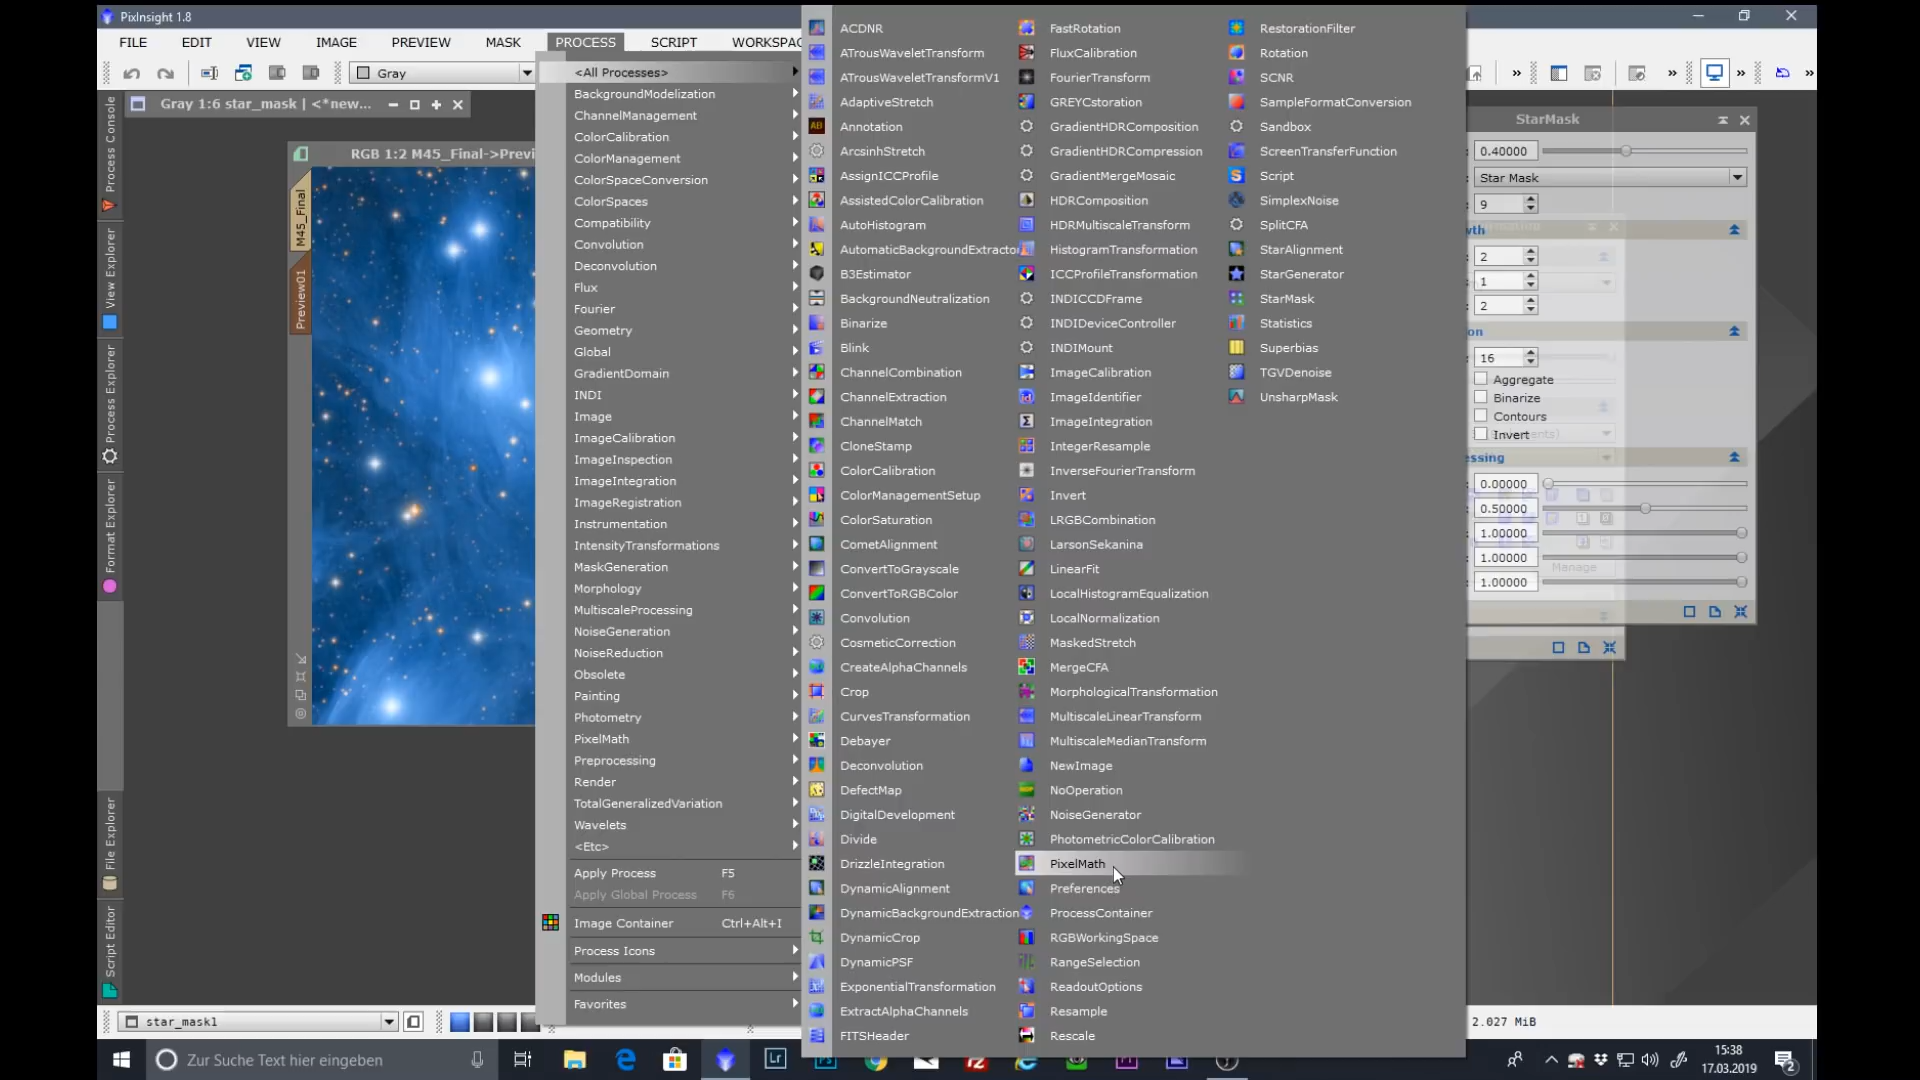 PixInsight 1.8
FILE EDIT VIEW IMAGE PREVIEW MASK PROCESS SCRIPT WORKSPAC
Gray
Gray 1:6 star_mask | <*new...
RGB 1:2 M45_Final->Previ
M45_Final
Preview01
Process Console
View Explorer
Process Explorer
Format Explorer
File Explorer
Script Editor
<All Processes>
BackgroundModelization
ChannelManagement
ColorCalibration
ColorManagement
ColorSpaceConversion
ColorSpaces
Compatibility
Convolution
Deconvolution
Flux
Fourier
Geometry
Global
GradientDomain
INDI
Image
ImageCalibration
ImageInspection
ImageIntegration
ImageRegistration
Instrumentation
IntensityTransformations
MaskGeneration
Morphology
MultiscaleProcessing
NoiseGeneration
NoiseReduction
Obsolete
Painting
Photometry
PixelMath
Preprocessing
Render
TotalGeneralizedVariation
Wavelets
<Etc>
Apply Process F5
Apply Global Process F6
Image Container Ctrl+Alt+I
Process Icons
Modules
Favorites
ACDNR
ATrousWaveletTransform
ATrousWaveletTransformV1
AdaptiveStretch
Annotation
ArcsinhStretch
AssignICCProfile
AssistedColorCalibration
AutoHistogram
AutomaticBackgroundExtracto
B3Estimator
BackgroundNeutralization
Binarize
Blink
ChannelCombination
ChannelExtraction
ChannelMatch
CloneStamp
ColorCalibration
ColorManagementSetup
ColorSaturation
CometAlignment
ConvertToGrayscale
ConvertToRGBColor
Convolution
CosmeticCorrection
CreateAlphaChannels
Crop
CurvesTransformation
Debayer
Deconvolution
DefectMap
DigitalDevelopment
Divide
DrizzleIntegration
DynamicAlignment
DynamicBackgroundExtraction
DynamicCrop
DynamicPSF
ExponentialTransformation
ExtractAlphaChannels
FITSHeader
FastRotation
FluxCalibration
FourierTransform
GREYCstoration
GradientHDRComposition
GradientHDRCompression
GradientMergeMosaic
HDRComposition
HDRMultiscaleTransform
HistogramTransformation
ICCProfileTransformation
INDICCDFrame
INDIDeviceController
INDIMount
ImageCalibration
ImageIdentifier
ImageIntegration
IntegerResample
InverseFourierTransform
Invert
LRGBCombination
LarsonSekanina
LinearFit
LocalHistogramEqualization
LocalNormalization
MaskedStretch
MergeCFA
MorphologicalTransformation
MultiscaleLinearTransform
MultiscaleMedianTransform
NewImage
NoOperation
NoiseGenerator
PhotometricColorCalibration
PixelMath
Preferences
ProcessContainer
RGBWorkingSpace
RangeSelection
ReadoutOptions
Resample
Rescale
RestorationFilter
Rotation
SCNR
SampleFormatConversion
Sandbox
ScreenTransferFunction
Script
SimplexNoise
SplitCFA
StarAlignment
StarGenerator
StarMask
Statistics
Superbias
TGVDenoise
UnsharpMask
StarMask
0.40000
Star Mask
9
wth
2
1
2
ion
16
Aggregate
Binarize
Contours
Invert
essing
0.00000
0.50000
1.00000
1.00000
1.00000
Manage
star_mask1
2.027 MiB
Zur Suche Text hier eingeben
15:38
17.03.2019
2